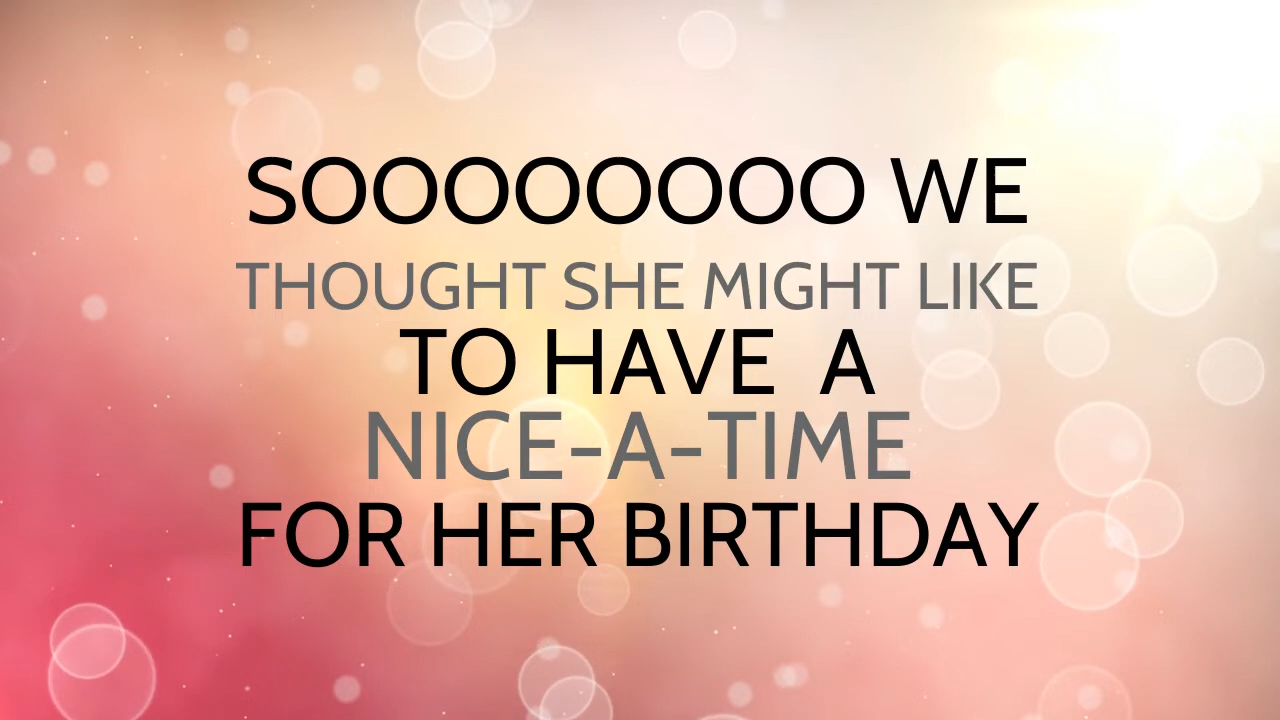 SOOOOOOOO WE
THOUGHT SHE MIGHT LIKE
TO HAVE A
NICE-A-TIME
FOR HER BIRTHDAY